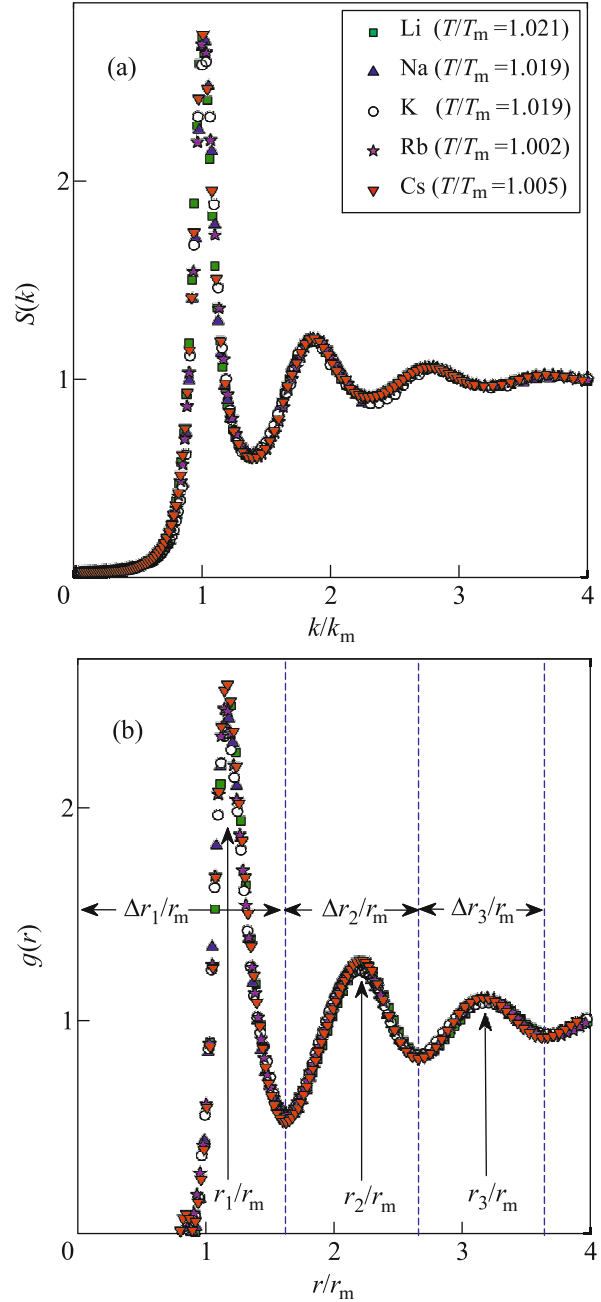 (a)
Li (T/Tm=1.021)
Na (T/Tm=1.019)
K (T/Tm=1.019)
Rb (T/Tm=1.002)
Cs (T/Tm=1.005)
2
S(k)
1
0 1 2 3 4
k/km
(b)
2
Δr1/rm Δr2/rm Δr3/rm
g(r)
1
r1/rm r2/rm r3/rm
0 0 1 2 3 4
r/rm